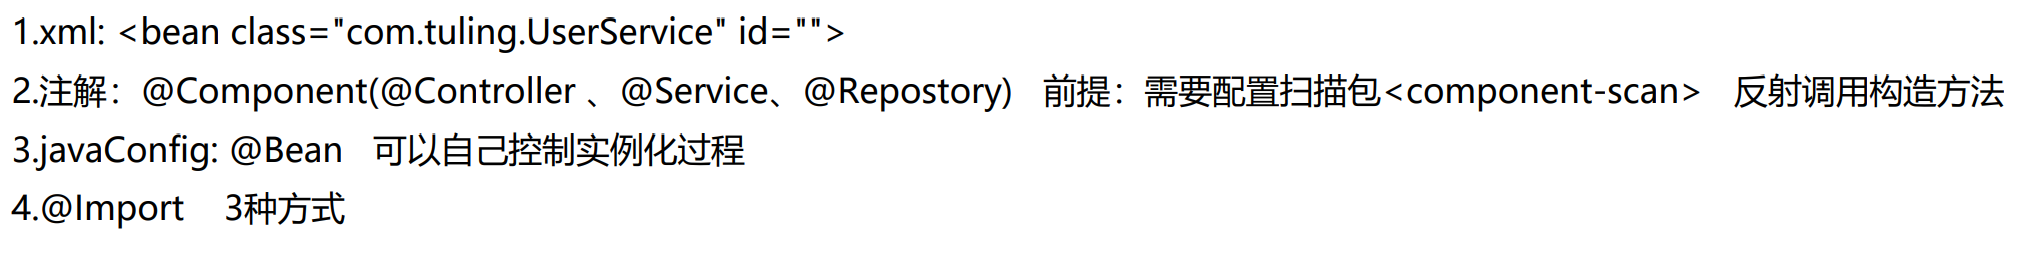 1.xml: <bean class="com.tuling.UserService" id="">
2.注解：@Component(@Controller 、@Service、@Repostory)   前提：需要配置扫描包<component-scan>   反射调用构造方法
3.javaConfig: @Bean   可以自己控制实例化过程
4.@Import    3种方式